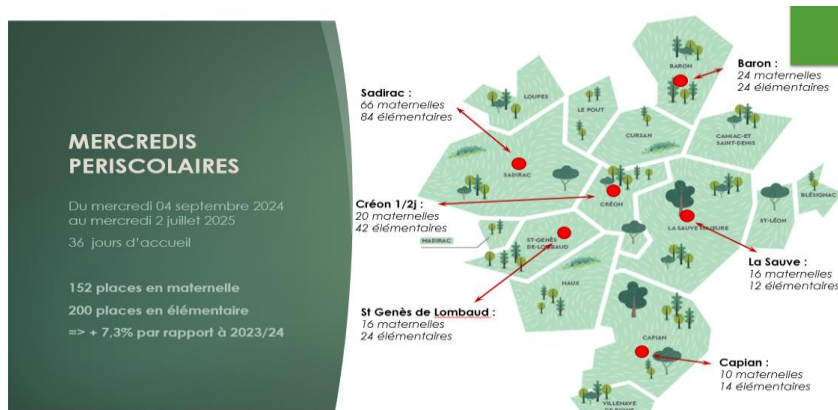 MERCREDIS
PERISCOLAIRES
Du mercredi 04 septembre 2024
au mercredi 2 juillet 2025
36 jours d'accueil
152 places en maternelle
200 places en élémentaire
=> + 7,3% par rapport à 2023/24
Baron :
24 maternelles
24 élémentaires
Sadirac :
66 maternelles
84 élémentaires
Créon 1/2j :
20 maternelles
42 élémentaires
La Sauve :
16 maternelles
12 élémentaires
St Genès de Lombaud :
16 maternelles
24 élémentaires
Capian :
10 maternelles
14 élémentaires
BARON
LOUPES
LE POUT
CURSAN
CAMIAC-ET
SAINT-DENIS
SADIRAC
CRÉON
BLÉSIGNAC
ST-LÉON
LA SAUVE MAJEURE
MADIRAC
ST-GENÈS
DE-LOMBAUD
HAUX
CAPIAN
VILLENAVE